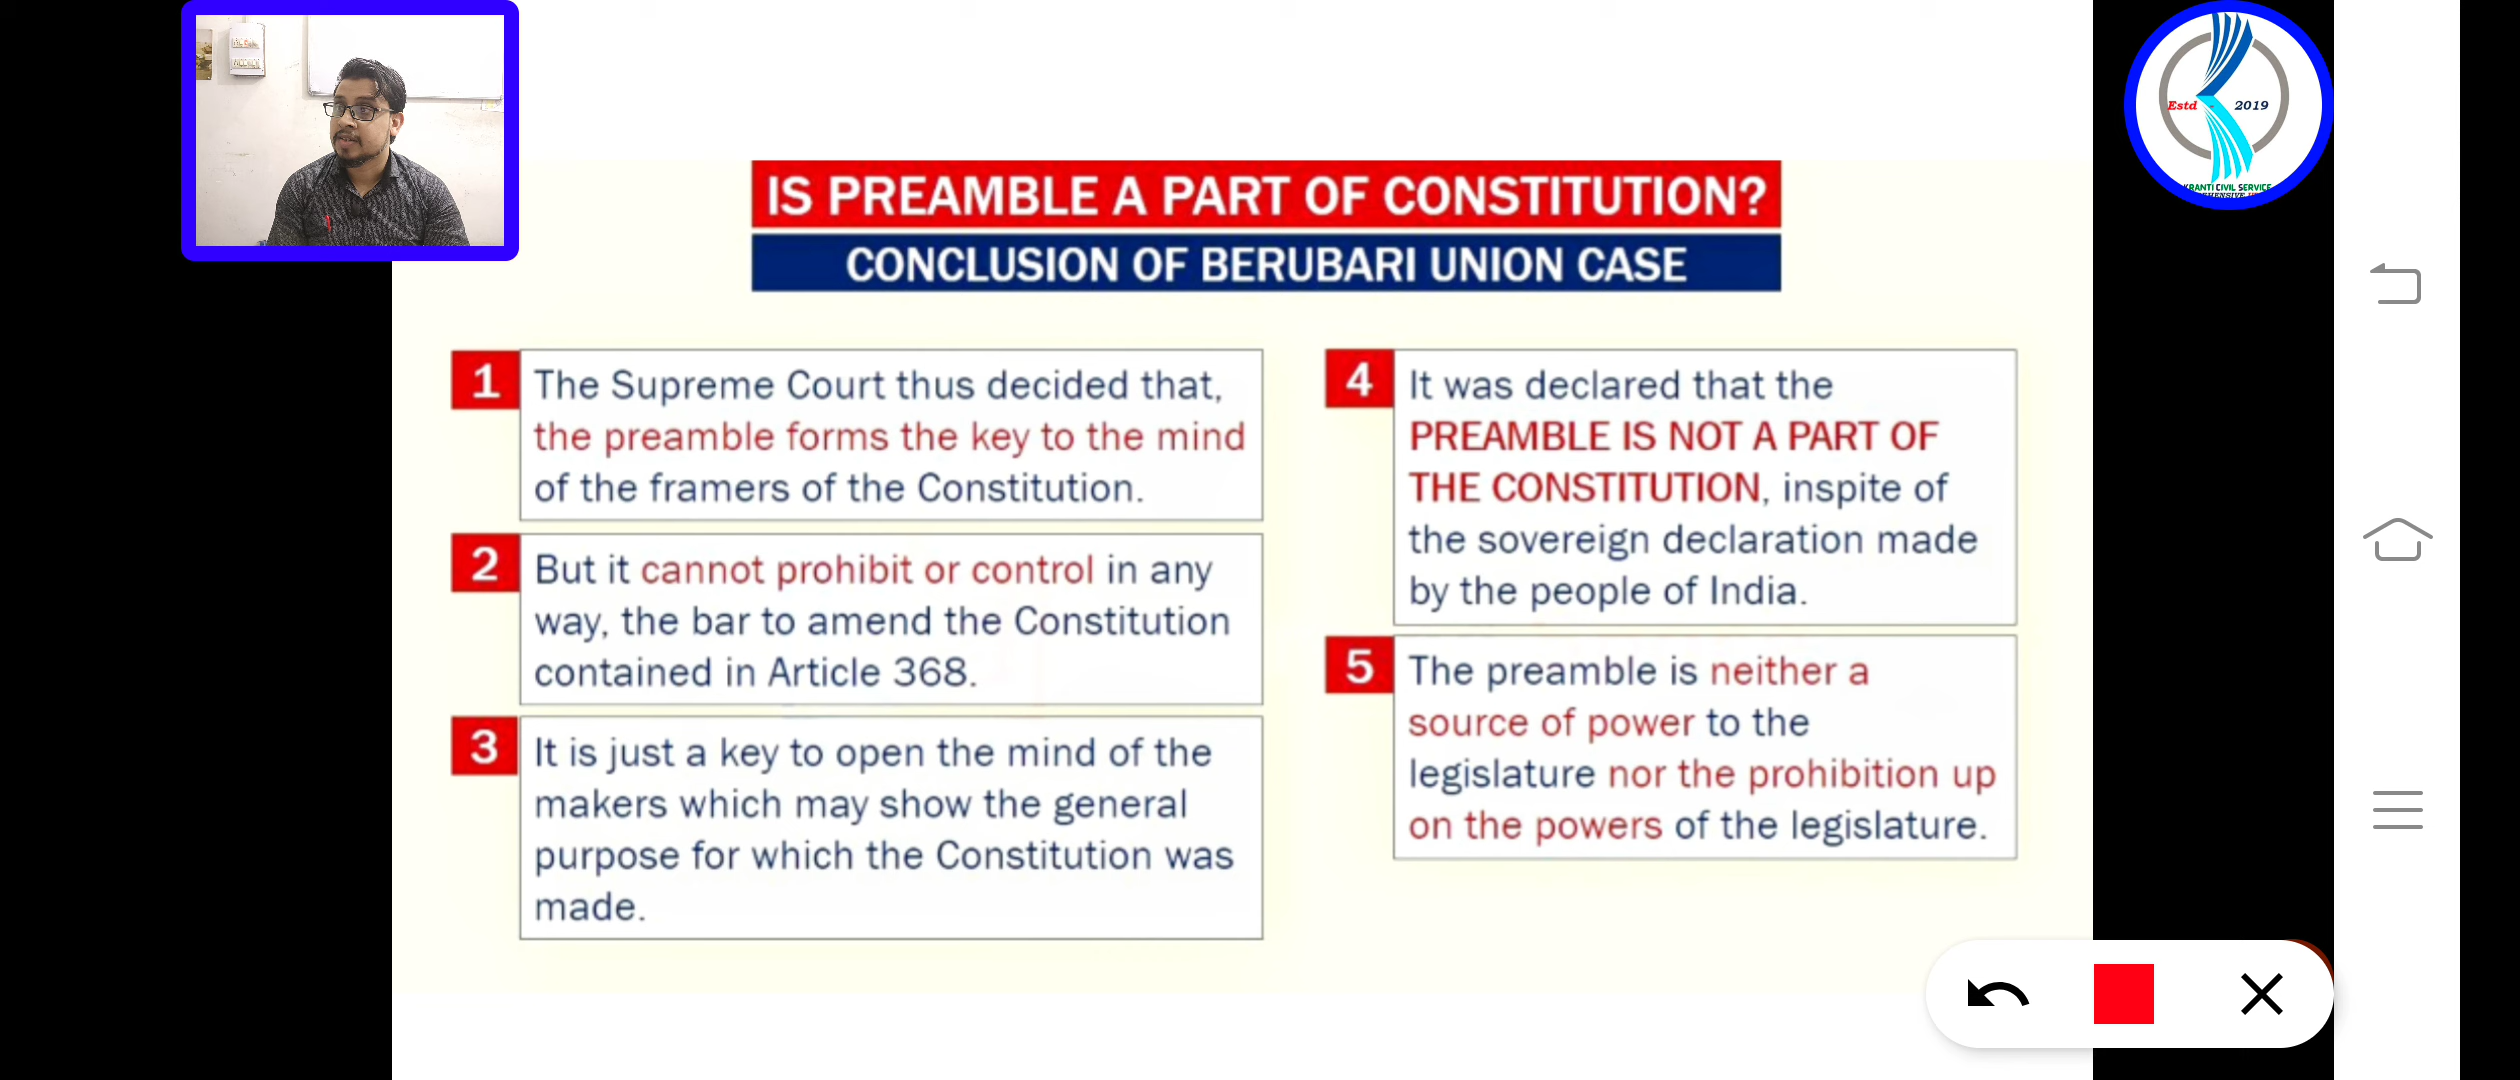 IS PREAMBLE A PART OF CONSTITUTION?
CONCLUSION OF BERUBARI UNION CASE
1
The Supreme Court thus decided that,
the preamble forms the key to the mind
of the framers of the Constitution.
2
But it cannot prohibit or control in any
way, the bar to amend the Constitution
contained in Article 368.
3
It is just a key to open the mind of the
makers which may show the general
purpose for which the Constitution was
made.
4
It was declared that the
PREAMBLE IS NOT A PART OF
THE CONSTITUTION, inspite of
the sovereign declaration made
by the people of India.
5
The preamble is neither a
source of power to the
legislature nor the prohibition up
on the powers of the legislature.
Estd - 2019
KRANTI CIVIL SERVICE